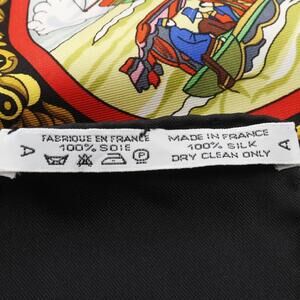 A
FABRIQUE EN FRANCE
100% SOIE
P
MADE IN FRANCE
100% SILK
DRY CLEAN ONLY
A